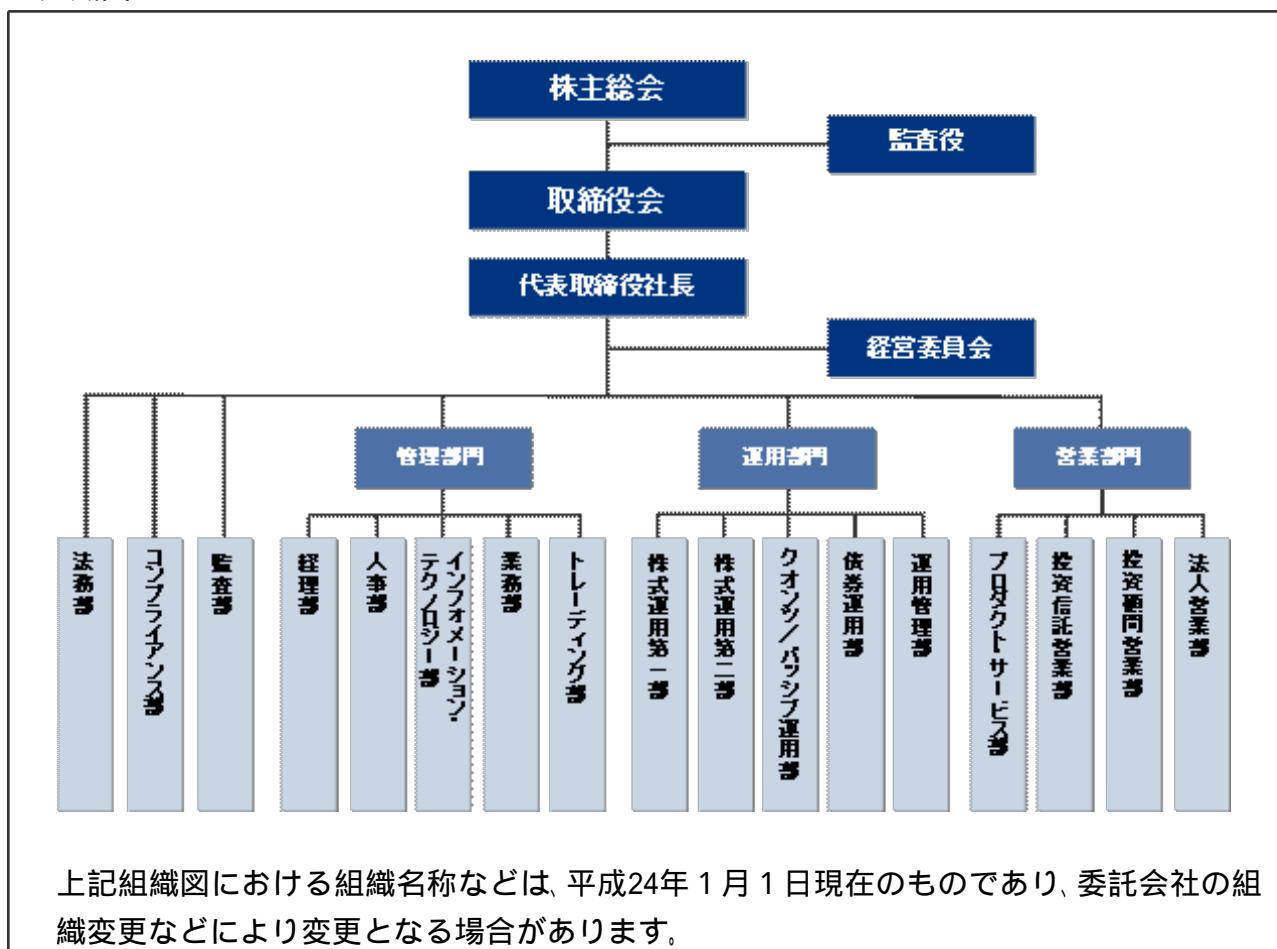 株主総会
監査役
取締役会
代表取締役社長
経営委員会
管理部門
運用部門
営業部門
法務部
コンプライアンス部
監査部
経理部
人事部
インフォメーション・
テクノロジー部
業務部
トレーディング部
株式運用第一部
株式運用第二部
クオンツ/パッシブ運用部
債券運用部
運用管理部
プロダクト・サービス部
投資信託営業部
投資顧問営業部
法人営業部
上記組織図における組織名称などは、平成24年1月1日現在のものであり、委託会社の組
織変更などにより変更となる場合があります。